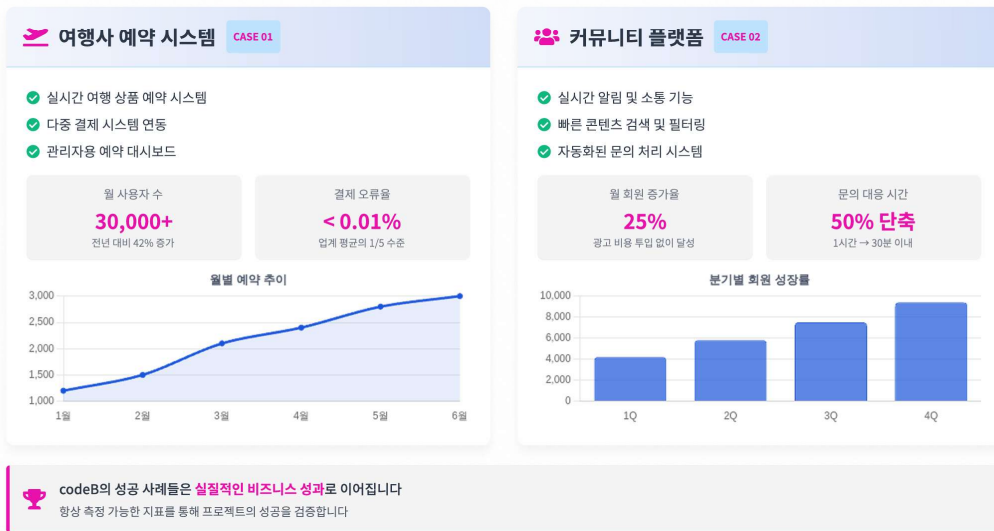 여행사 예약 시스템 CASE 01
실시간 여행 상품 예약 시스템
다중 결제 시스템 연동
관리자용 예약 대시보드
월 사용자 수
30,000+
전년 대비 42% 증가
결제 오류율
< 0.01%
업계 평균의 1/5 수준
월별 예약 추이
3,000
2,500
2,000
1,500
1,000
1월 2월 3월 4월 5월 6월
커뮤니티 플랫폼 CASE 02
실시간 알림 및 소통 기능
빠른 콘텐츠 검색 및 필터링
자동화된 문의 처리 시스템
월 회원 증가율
25%
광고 비용 투입 없이 달성
문의 대응 시간
50% 단축
1시간 → 30분 이내
분기별 회원 성장률
10,000
8,000
6,000
4,000
2,000
0
1Q 2Q 3Q 4Q
codeB의 성공 사례들은 실질적인 비즈니스 성과로 이어집니다
항상 측정 가능한 지표를 통해 프로젝트의 성공을 검증합니다